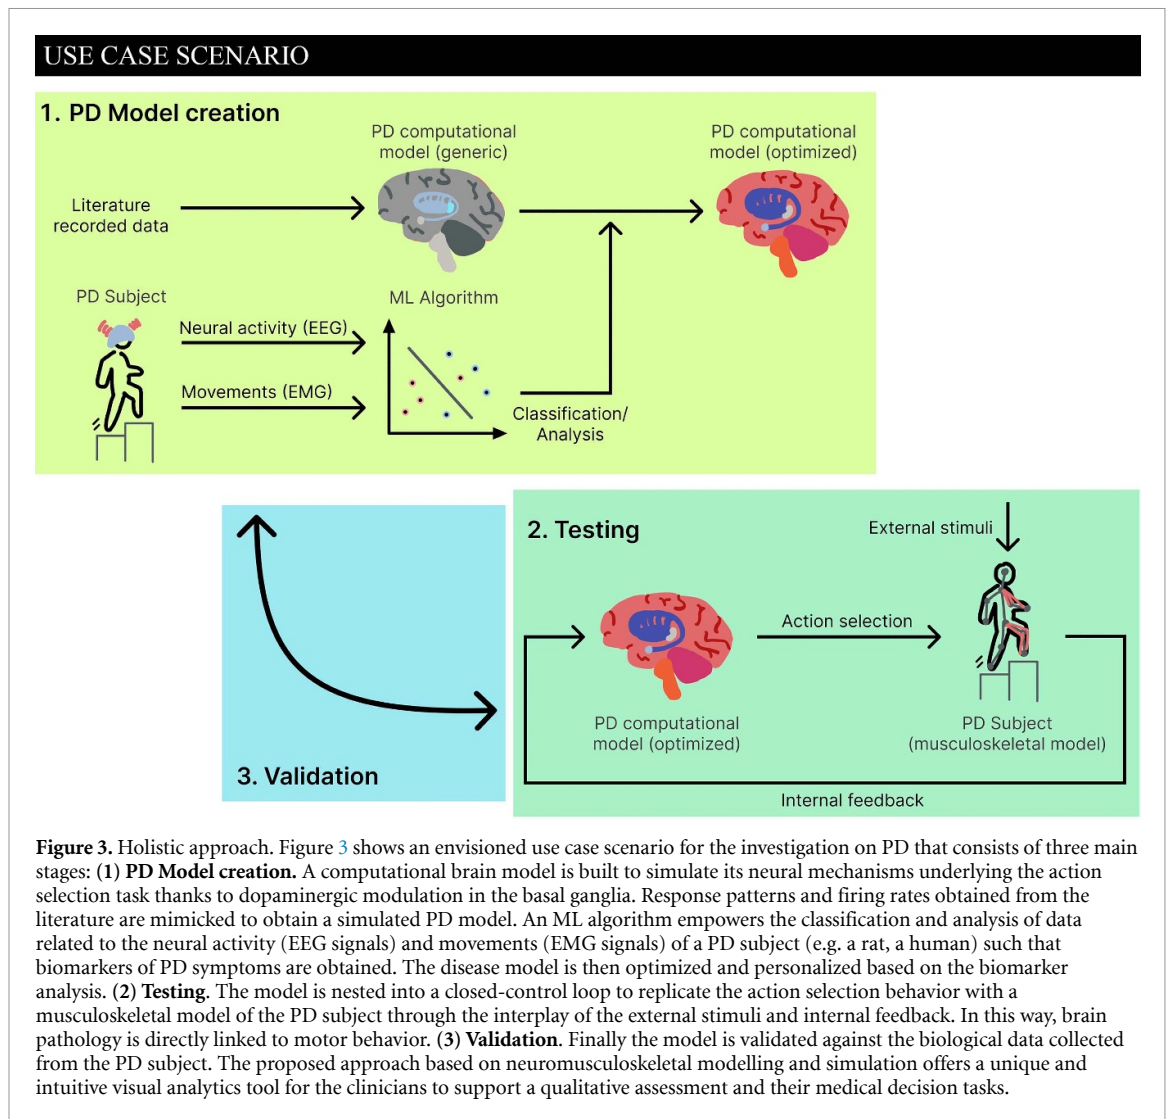 USE CASE SCENARIO
1. PD Model creation
PD computational
model (generic)
PD computational
model (optimized)
Literature
recorded data
PD Subject
ML Algorithm
Neural activity (EEG)
Movements (EMG)
Classification/
Analysis
2. Testing
External stimuli
Action selection
PD computational
model (optimized)
PD Subject
(musculoskeletal model)
Internal feedback
3. Validation
Figure 3. Holistic approach. Figure 3 shows an envisioned use case scenario for the investigation on PD that consists of three main
stages: (1) PD Model creation. A computational brain model is built to simulate its neural mechanisms underlying the action
selection task thanks to dopaminergic modulation in the basal ganglia. Response patterns and firing rates obtained from the
literature are mimicked to obtain a simulated PD model. An ML algorithm empowers the classification and analysis of data
related to the neural activity (EEG signals) and movements (EMG signals) of a PD subject (e.g. a rat, a human) such that
biomarkers of PD symptoms are obtained. The disease model is then optimized and personalized based on the biomarker
analysis. (2) Testing. The model is nested into a closed-control loop to replicate the action selection behavior with a
musculoskeletal model of the PD subject through the interplay of the external stimuli and internal feedback. In this way, brain
pathology is directly linked to motor behavior. (3) Validation. Finally the model is validated against the biological data collected
from the PD subject. The proposed approach based on neuromusculoskeletal modelling and simulation offers a unique and
intuitive visual analytics tool for the clinicians to support a qualitative assessment and their medical decision tasks.